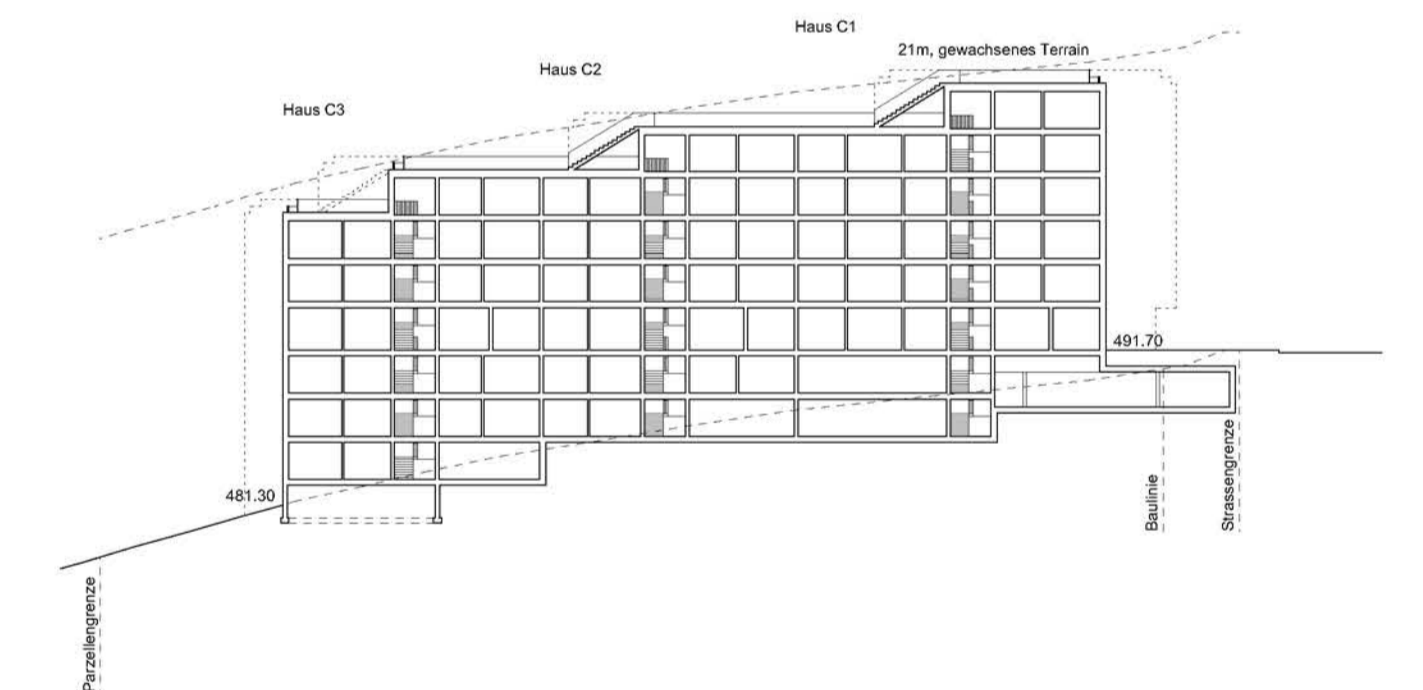 Haus C1
21m, gewachsenes Terrain
Haus C2
Haus C3
491.70
481.30
Baulinie
Strassengrenze
Parzellengrenze